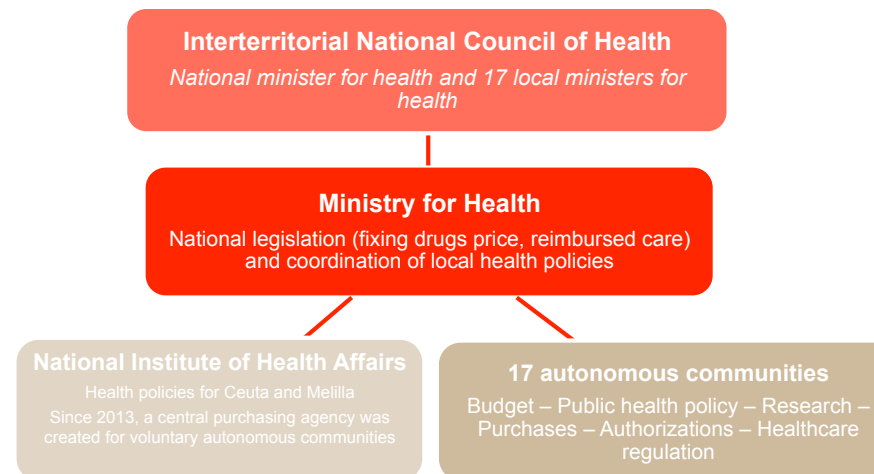 Interterritorial National Council of Health
National minister for health and 17 local ministers for
health
Ministry for Health
National legislation (fixing drugs price, reimbursed care)
and coordination of local health policies
National Institute of Health Affairs
Health policies for Ceuta and Melilla
Since 2013, a central purchasing agency was
created for voluntary autonomous communities
17 autonomous communities
Budget – Public health policy – Research –
Purchases – Authorizations – Healthcare
regulation